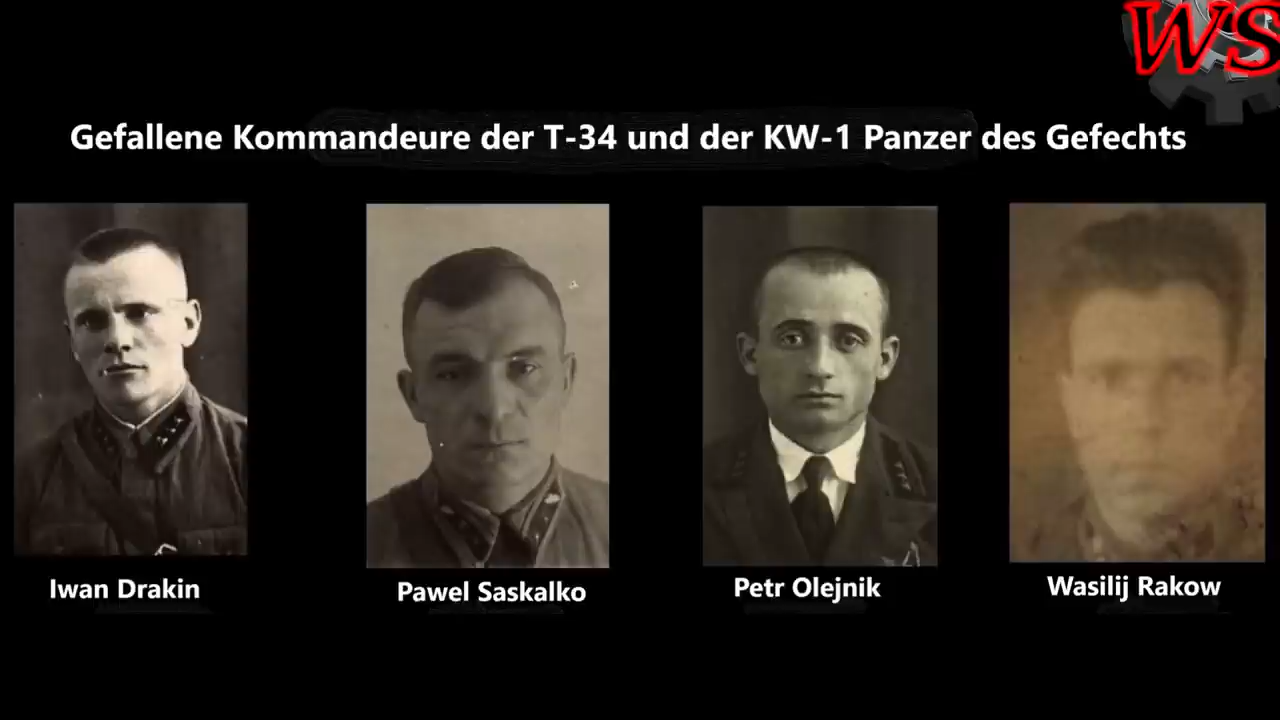 WS
Gefallene Kommandeure der T-34 und der KW-1 Panzer des Gefechts
Iwan Drakin
Pawel Saskalko
Petr Olejnik
Wasilij Rakow